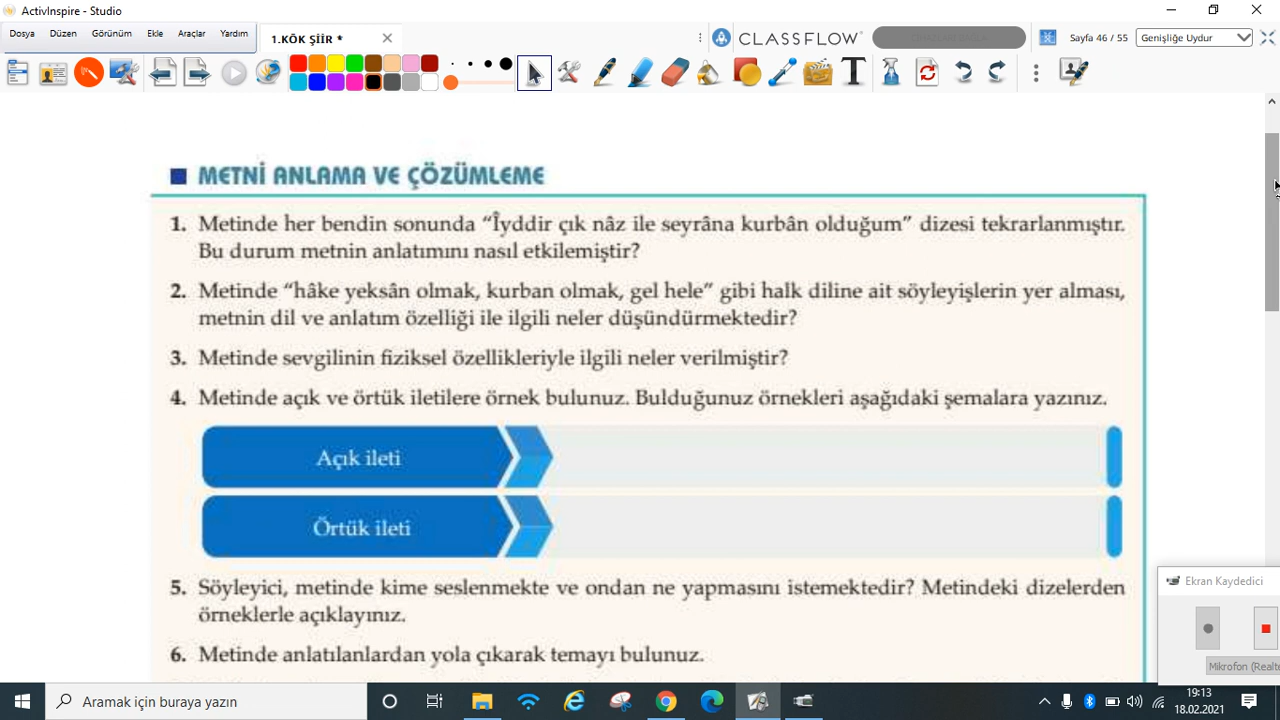 ActivInspire - Studio
Dosya Düzen Görünüm Ekle Araçlar Yardım
1.KÖK ŞİİR *
CLASSFLOW
Sayfa 46 / 55
Genişliğe Uydur
METNİ ANLAMA VE ÇÖZÜMLEME
1. Metinde her bendin sonunda “Îyddir çık nâz ile seyrâna kurbân olduğum” dizesi tekrarlanmıştır.
Bu durum metnin anlatımını nasıl etkilemiştir?
2. Metinde “hâke yeksân olmak, kurban olmak, gel hele” gibi halk diline ait söyleyişlerin yer alması,
metnin dil ve anlatım özelliği ile ilgili neler düşündürmektedir?
3. Metinde sevgilinin fiziksel özellikleriyle ilgili neler verilmiştir?
4. Metinde açık ve örtük iletilere örnek bulunuz. Bulduğunuz örnekleri aşağıdaki şemalara yazınız.
Açık ileti
Örtük ileti
5. Söyleyici, metinde kime seslenmekte ve ondan ne yapmasını istemektedir? Metindeki dizelerden
örneklerle açıklayınız.
6. Metinde anlatılanlardan yola çıkarak temayı bulunuz.
Ekran Kaydedici
Mikrofon (Realte
Aramak için buraya yazın
19:13
18.02.2021